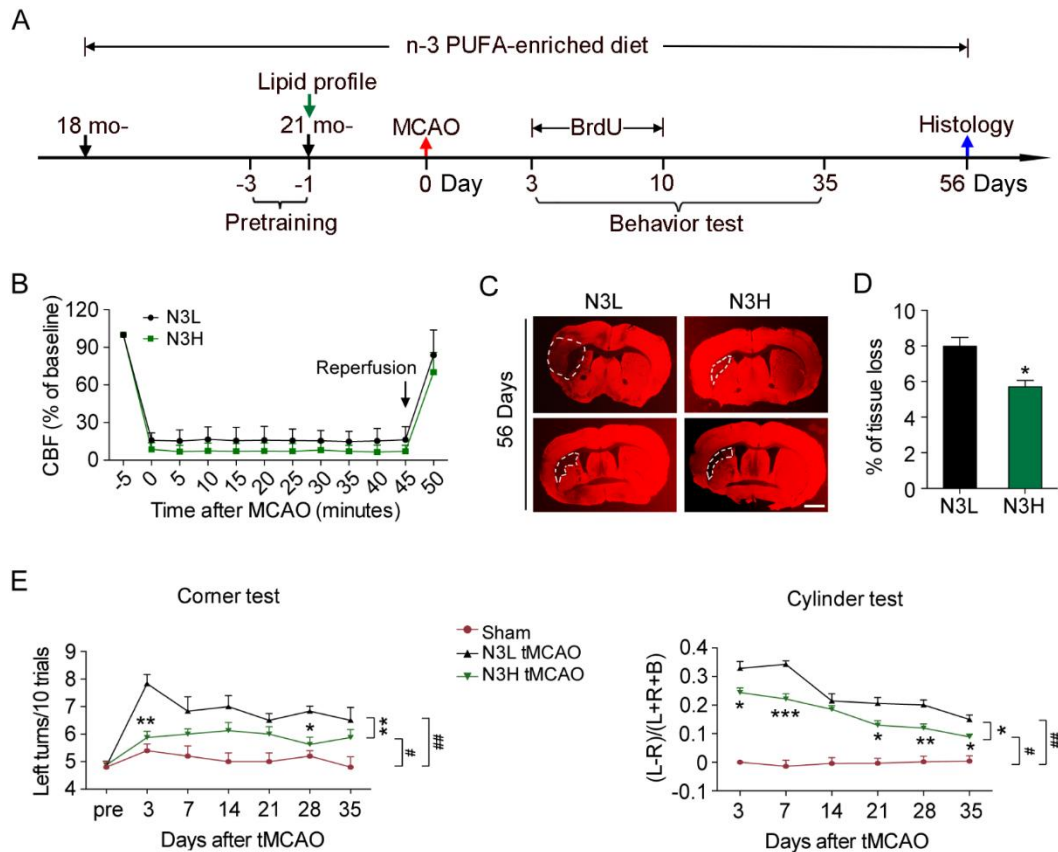 A
n-3 PUFA-enriched diet
Lipid profile
18 mo-
21 mo-
MCAO
BrdU
Histology
-3
-1
0 Day
3
10
35
56 Days
Pretraining
Behavior test
B
CBF (% of baseline)
120
90
60
30
0
N3L
N3H
Reperfusion
-5 0 5 10 15 20 25 30 35 40 45 50
Time after MCAO (minutes)
C
N3L
N3H
56 Days
D
% of tissue loss
10
8
6
4
2
0
*
N3L
N3H
E
Corner test
Left turns/10 trials
9
8
7
6
5
4
**
*
**
#
##
pre 3 7 14 21 28 35
Days after tMCAO
Sham
N3L tMCAO
N3H tMCAO
Cylinder test
(L-R)/(L+R+B)
0.4
0.3
0.2
0.1
0
-0.1
*
***
*
**
*
*
#
##
3 7 14 21 28 35
Days after tMCAO